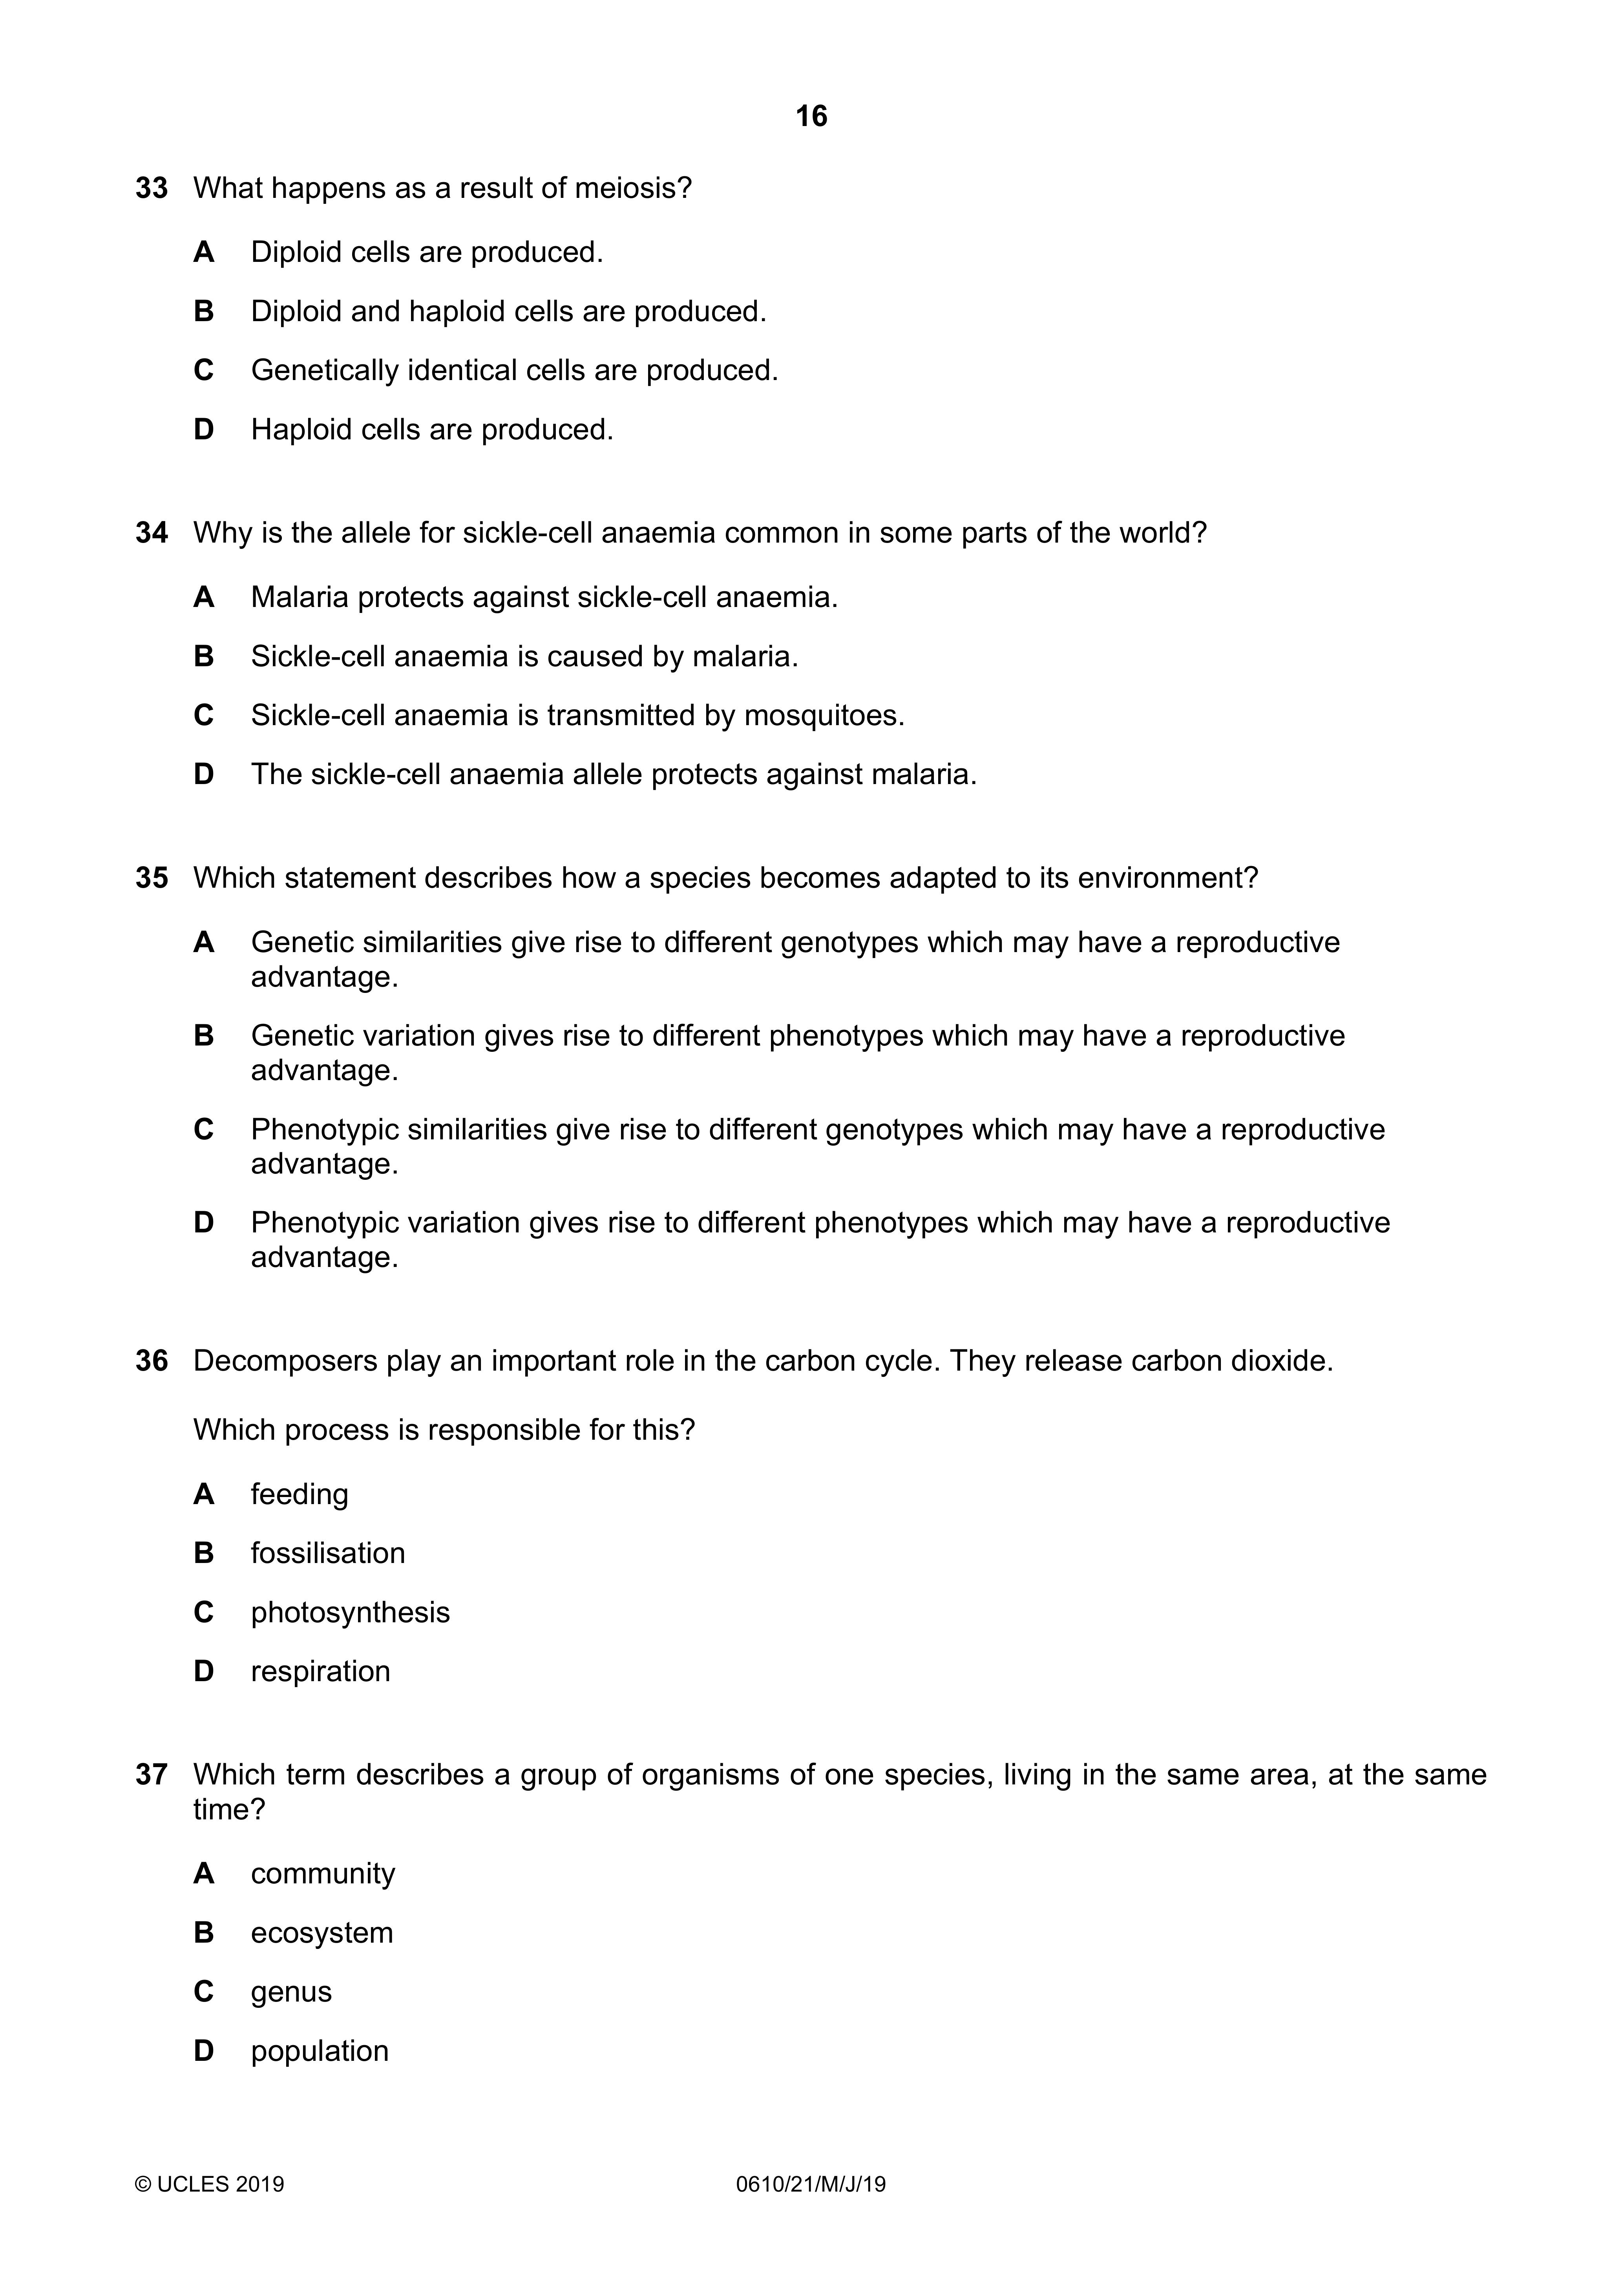 16
33 What happens as a result of meiosis?
A Diploid cells are produced.
B Diploid and haploid cells are produced.
C Genetically identical cells are produced.
D Haploid cells are produced.
34 Why is the allele for sickle-cell anaemia common in some parts of the world?
A Malaria protects against sickle-cell anaemia.
B Sickle-cell anaemia is caused by malaria.
C Sickle-cell anaemia is transmitted by mosquitoes.
D The sickle-cell anaemia allele protects against malaria.
35 Which statement describes how a species becomes adapted to its environment?
A Genetic similarities give rise to different genotypes which may have a reproductive
advantage.
B Genetic variation gives rise to different phenotypes which may have a reproductive
advantage.
C Phenotypic similarities give rise to different genotypes which may have a reproductive
advantage.
D Phenotypic variation gives rise to different phenotypes which may have a reproductive
advantage.
36 Decomposers play an important role in the carbon cycle. They release carbon dioxide.
Which process is responsible for this?
A feeding
B fossilisation
C photosynthesis
D respiration
37 Which term describes a group of organisms of one species, living in the same area, at the same
time?
A community
B ecosystem
C genus
D population
© UCLES 2019 0610/21/M/J/19